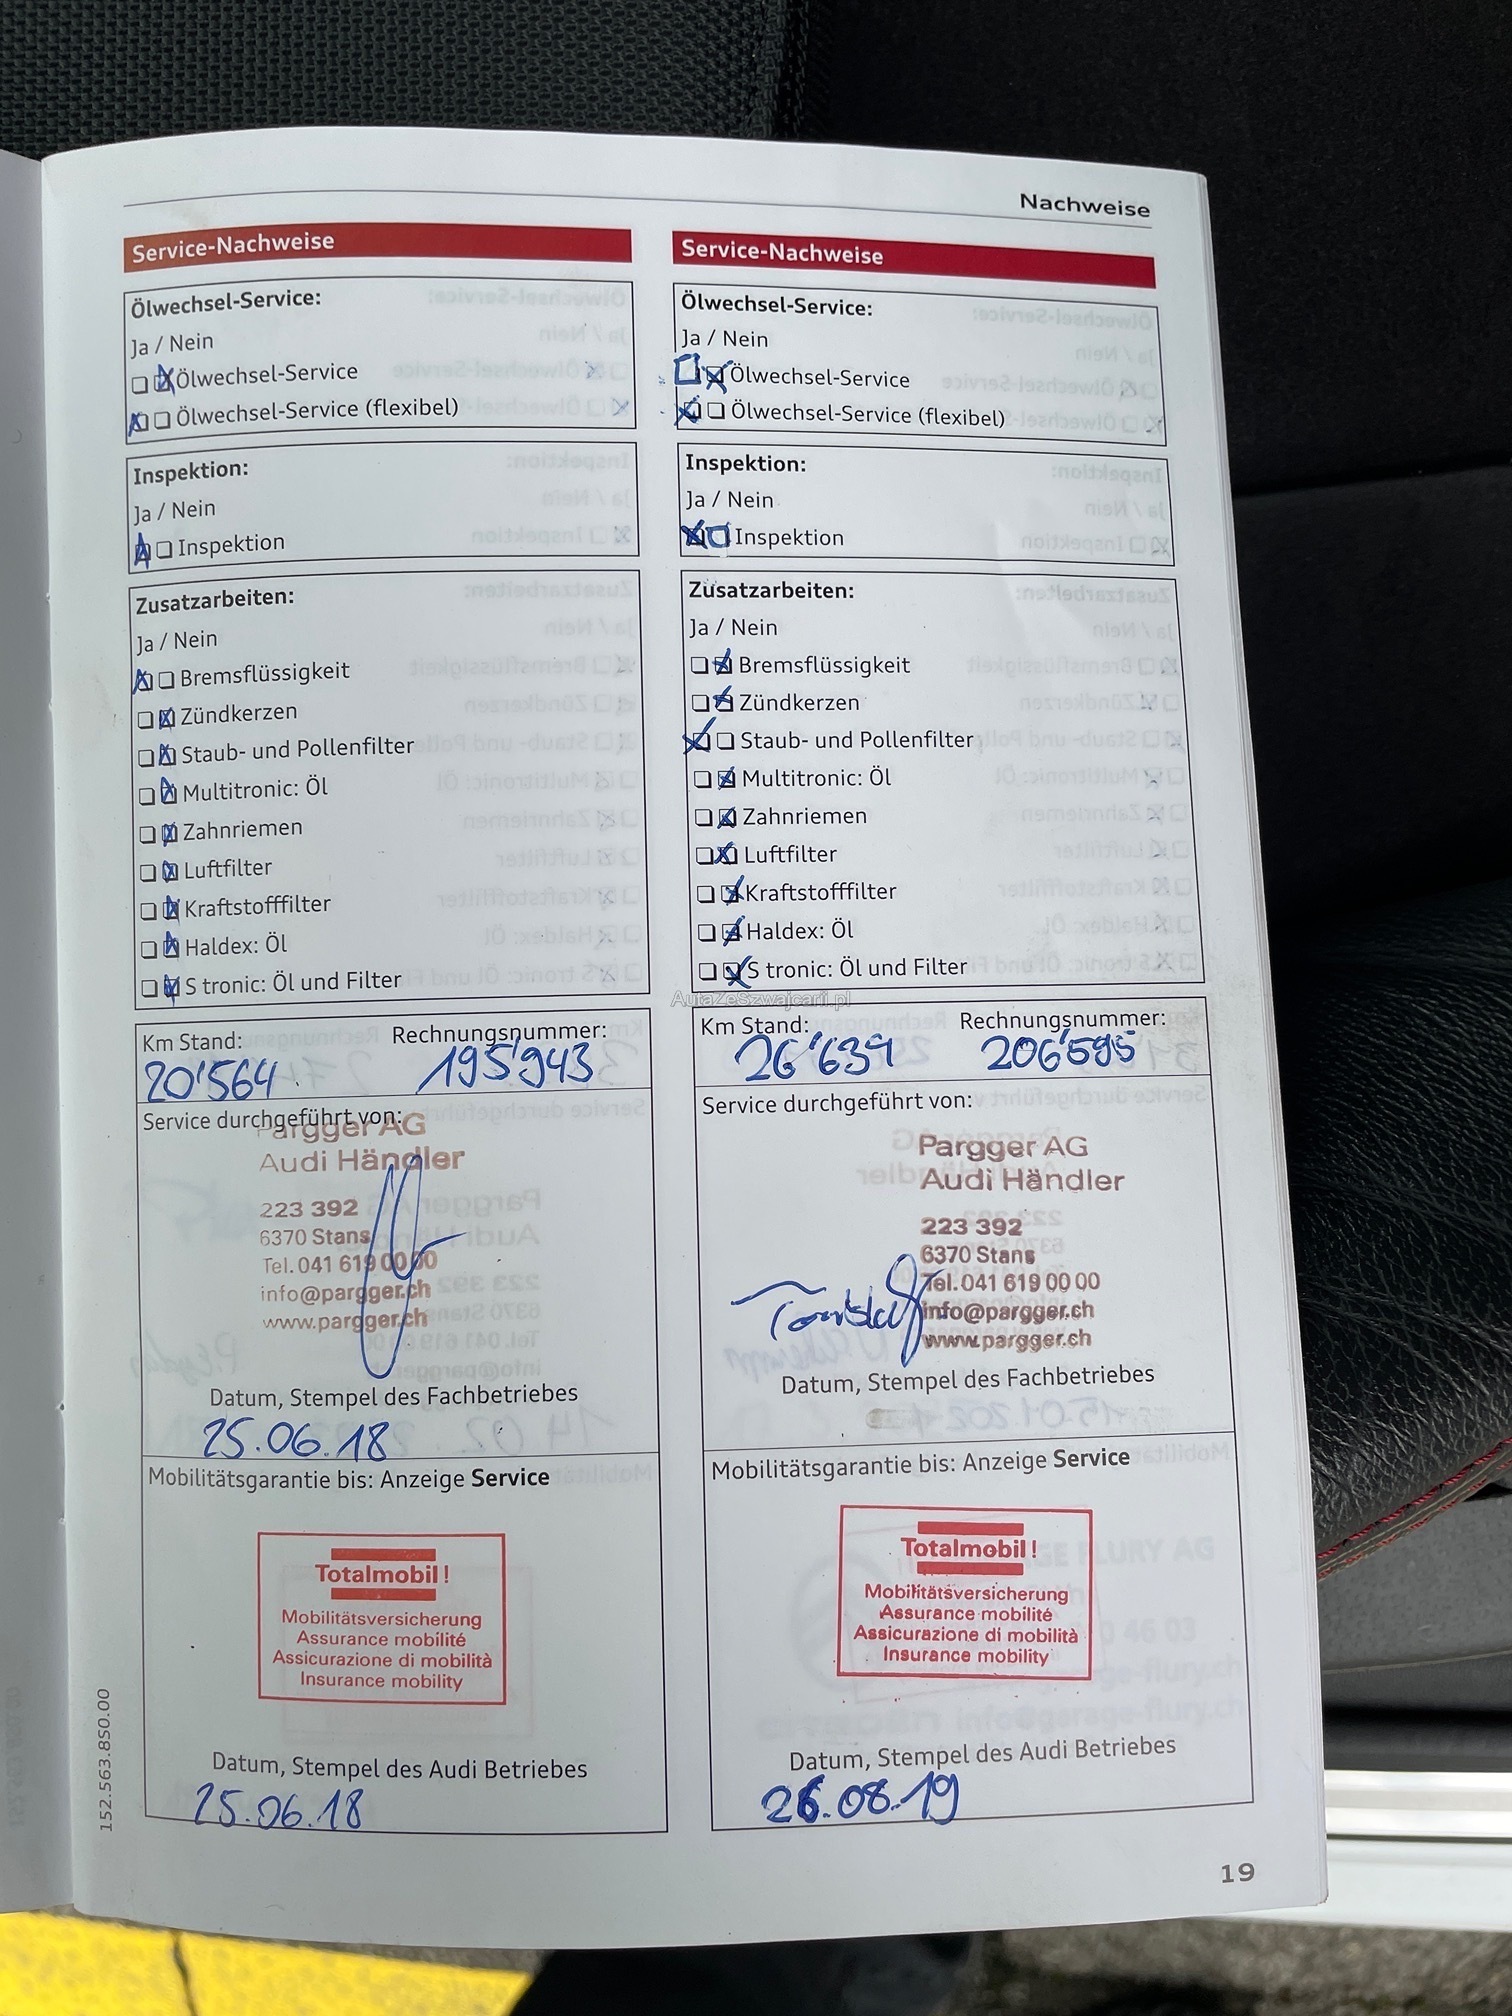 Nachweise
Service-Nachweise
Ölwechsel-Service:
Ja / Nein
Ölwechsel-Service
Ölwechsel-Service (flexibel)
Inspektion:
Ja / Nein
Inspektion
Zusatzarbeiten:
Ja / Nein
Bremsflüssigkeit
Zündkerzen
Staub- und Pollenfilter
Multitronic: Öl
Zahnriemen
Luftfilter
Kraftstofffilter
Haldex: Öl
S tronic: Öl und Filter
Km Stand: Rechnungsnummer:
20'564 195'943
Service durchgeführt von:
Pargger AG
Audi Händler
223 392
6370 Stans
Tel. 041 619 00 00
info@pargger.ch
www.pargger.ch
Datum, Stempel des Fachbetriebes
25.06.18
Mobilitätsgarantie bis: Anzeige Service
Totalmobil!
Mobilitätsversicherung
Assurance mobilité
Assicurazione di mobilità
Insurance mobility
Datum, Stempel des Audi Betriebes
25.06.18
152.563.850.00
Service-Nachweise
Ölwechsel-Service:
Ja / Nein
Ölwechsel-Service
Ölwechsel-Service (flexibel)
Inspektion:
Ja / Nein
Inspektion
Zusatzarbeiten:
Ja / Nein
Bremsflüssigkeit
Zündkerzen
Staub- und Pollenfilter
Multitronic: Öl
Zahnriemen
Luftfilter
Kraftstofffilter
Haldex: Öl
S tronic: Öl und Filter
AutaZeSzwajcarii.pl
Km Stand: Rechnungsnummer:
26'639 206'595
Service durchgeführt von:
Pargger AG
Audi Händler
223 392
6370 Stans
Tel. 041 619 00 00
info@pargger.ch
www.pargger.ch
Datum, Stempel des Fachbetriebes
Mobilitätsgarantie bis: Anzeige Service
Totalmobil!
Mobilitätsversicherung
Assurance mobilité
Assicurazione di mobilità
Insurance mobility
Datum, Stempel des Audi Betriebes
26.08.19
19